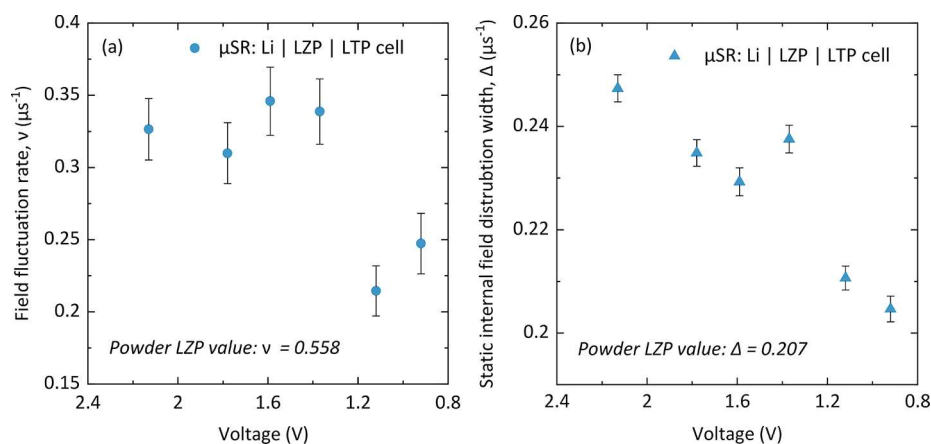 0.4
(a)
µSR: Li | LZP | LTP cell
0.35
0.3
0.25
0.2
0.15
Field fluctuation rate, ν (µs⁻¹)
Powder LZP value: ν = 0.558
2.4 2 1.6 1.2 0.8
Voltage (V)
(b)
µSR: Li | LZP | LTP cell
0.26
0.24
0.22
0.2
Static internal field distrubtion width, Δ (µs⁻¹)
Powder LZP value: Δ = 0.207
2.4 2 1.6 1.2 0.8
Voltage (V)